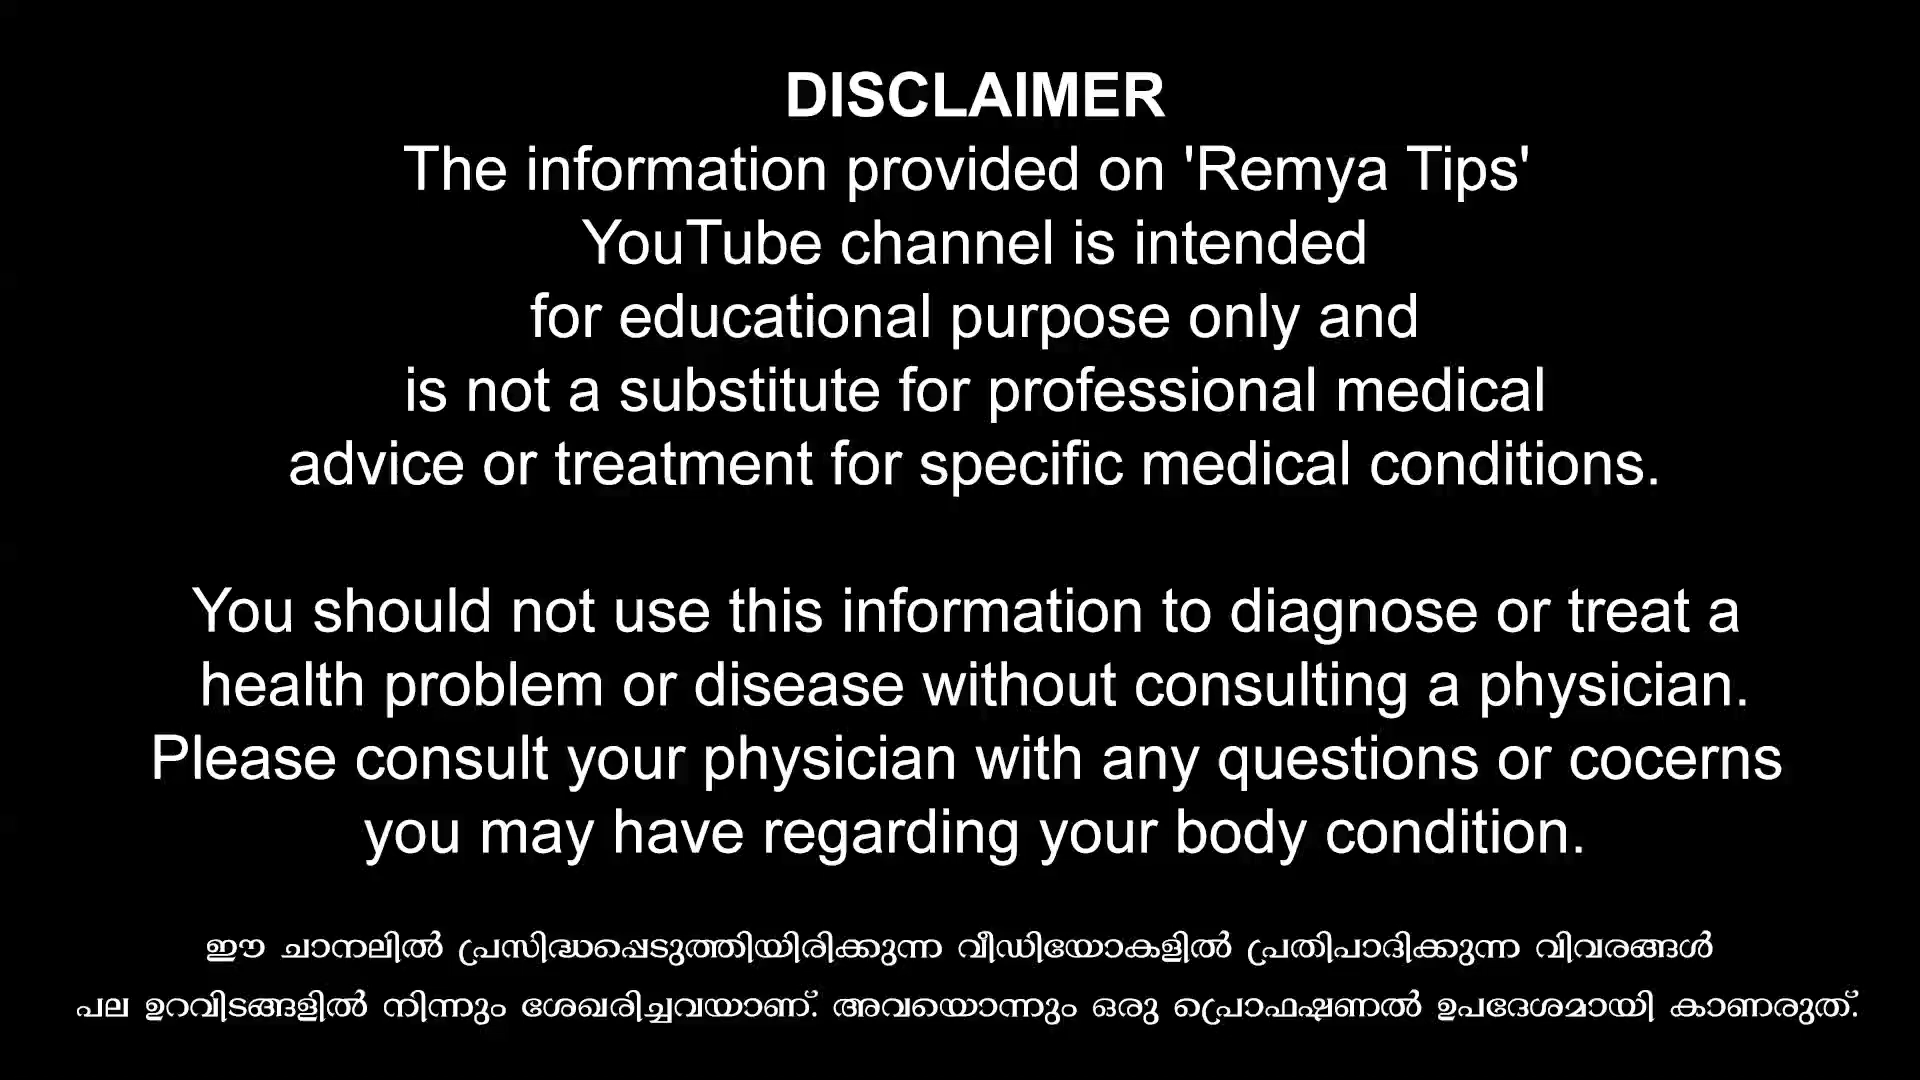 DISCLAIMER
The information provided on 'Remya Tips'
YouTube channel is intended
for educational purpose only and
is not a substitute for professional medical
advice or treatment for specific medical conditions.
You should not use this information to diagnose or treat a
health problem or disease without consulting a physician.
Please consult your physician with any questions or cocerns
you may have regarding your body condition.
ഈ ചാനലിൽ പ്രസിദ്ധപ്പെടുത്തിയിരിക്കുന്ന വീഡിയോകളിൽ പ്രതിപാദിക്കുന്ന വിവരങ്ങൾ
പല ഉറവിടങ്ങളിൽ നിന്നും ശേഖരിച്ചവയാണ്. അവയൊന്നും ഒരു പ്രൊഫഷണൽ ഉപദേശമായി കാണരുത്.